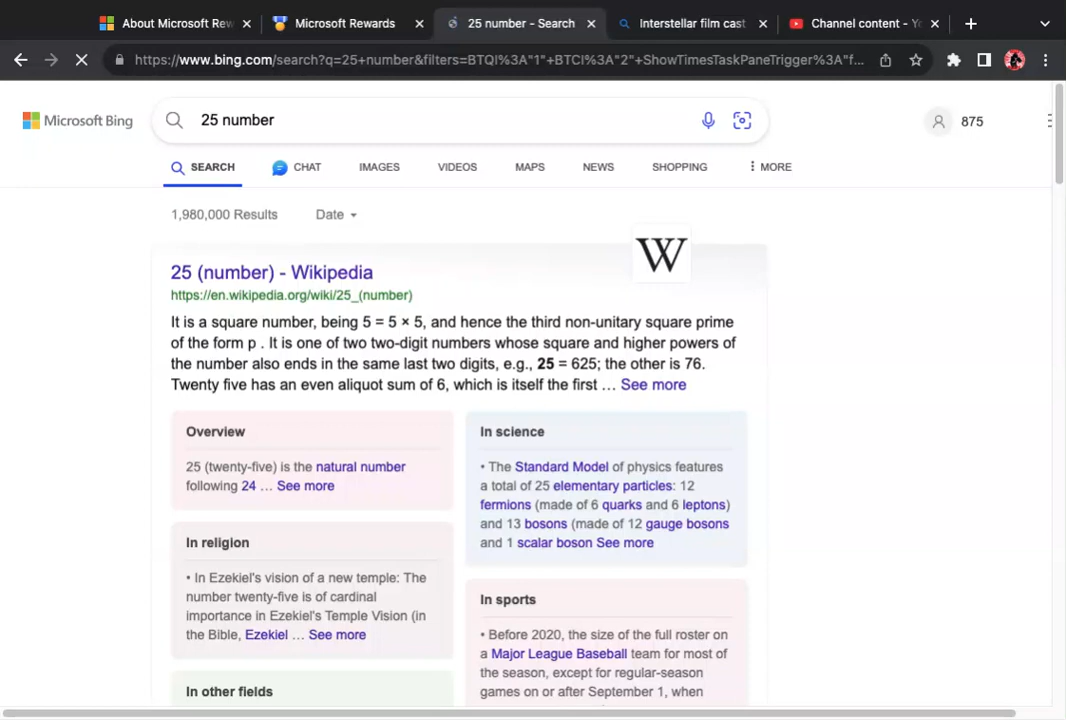 About Microsoft Rew
Microsoft Rewards
25 number - Search
Interstellar film cast
Channel content - Yo
https://www.bing.com/search?q=25+number&filters=BTQI%3A"1"+BTCI%3A"2"+ShowTimesTaskPaneTrigger%3A"f...
Microsoft Bing
25 number
875
SEARCH
CHAT
IMAGES
VIDEOS
MAPS
NEWS
SHOPPING
MORE
1,980,000 Results
Date
W
25 (number) - Wikipedia
https://en.wikipedia.org/wiki/25_(number)
It is a square number, being 5 = 5 × 5, and hence the third non-unitary square prime
of the form p . It is one of two two-digit numbers whose square and higher powers of
the number also ends in the same last two digits, e.g., 25 = 625; the other is 76.
Twenty five has an even aliquot sum of 6, which is itself the first … See more
Overview
25 (twenty-five) is the natural number
following 24 … See more
In religion
• In Ezekiel's vision of a new temple: The
number twenty-five is of cardinal
importance in Ezekiel's Temple Vision (in
the Bible, Ezekiel … See more
In other fields
In science
• The Standard Model of physics features
a total of 25 elementary particles: 12
fermions (made of 6 quarks and 6 leptons)
and 13 bosons (made of 12 gauge bosons
and 1 scalar boson See more
In sports
• Before 2020, the size of the full roster on
a Major League Baseball team for most of
the season, except for regular-season
games on or after September 1, when